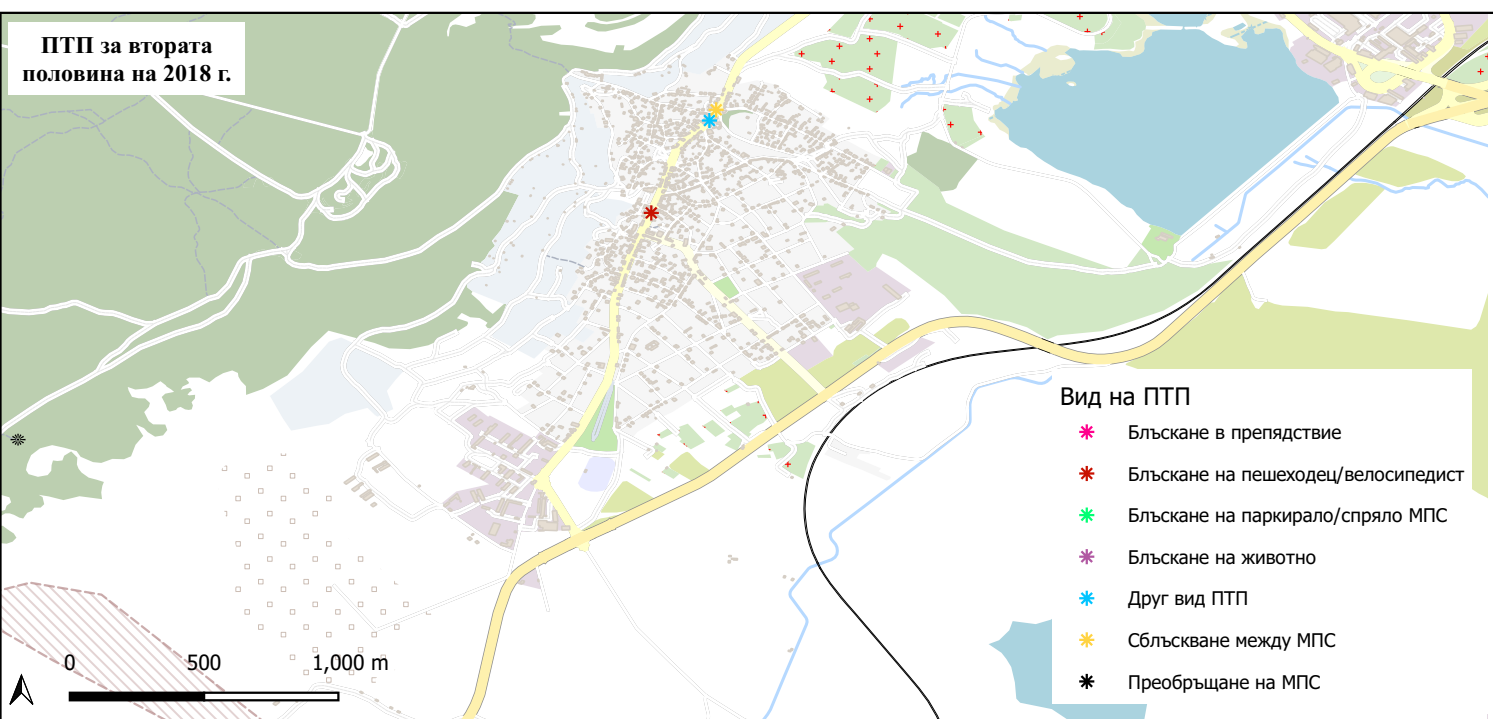 ПТП за втората
половина на 2018 г.
Вид на ПТП
Блъскане в препядствие
Блъскане на пешеходец/велосипедист
Блъскане на паркирало/спряло МПС
Блъскане на животно
Друг вид ПТП
Сблъскване между МПС
Преобръщане на МПС
0 500 1,000 m